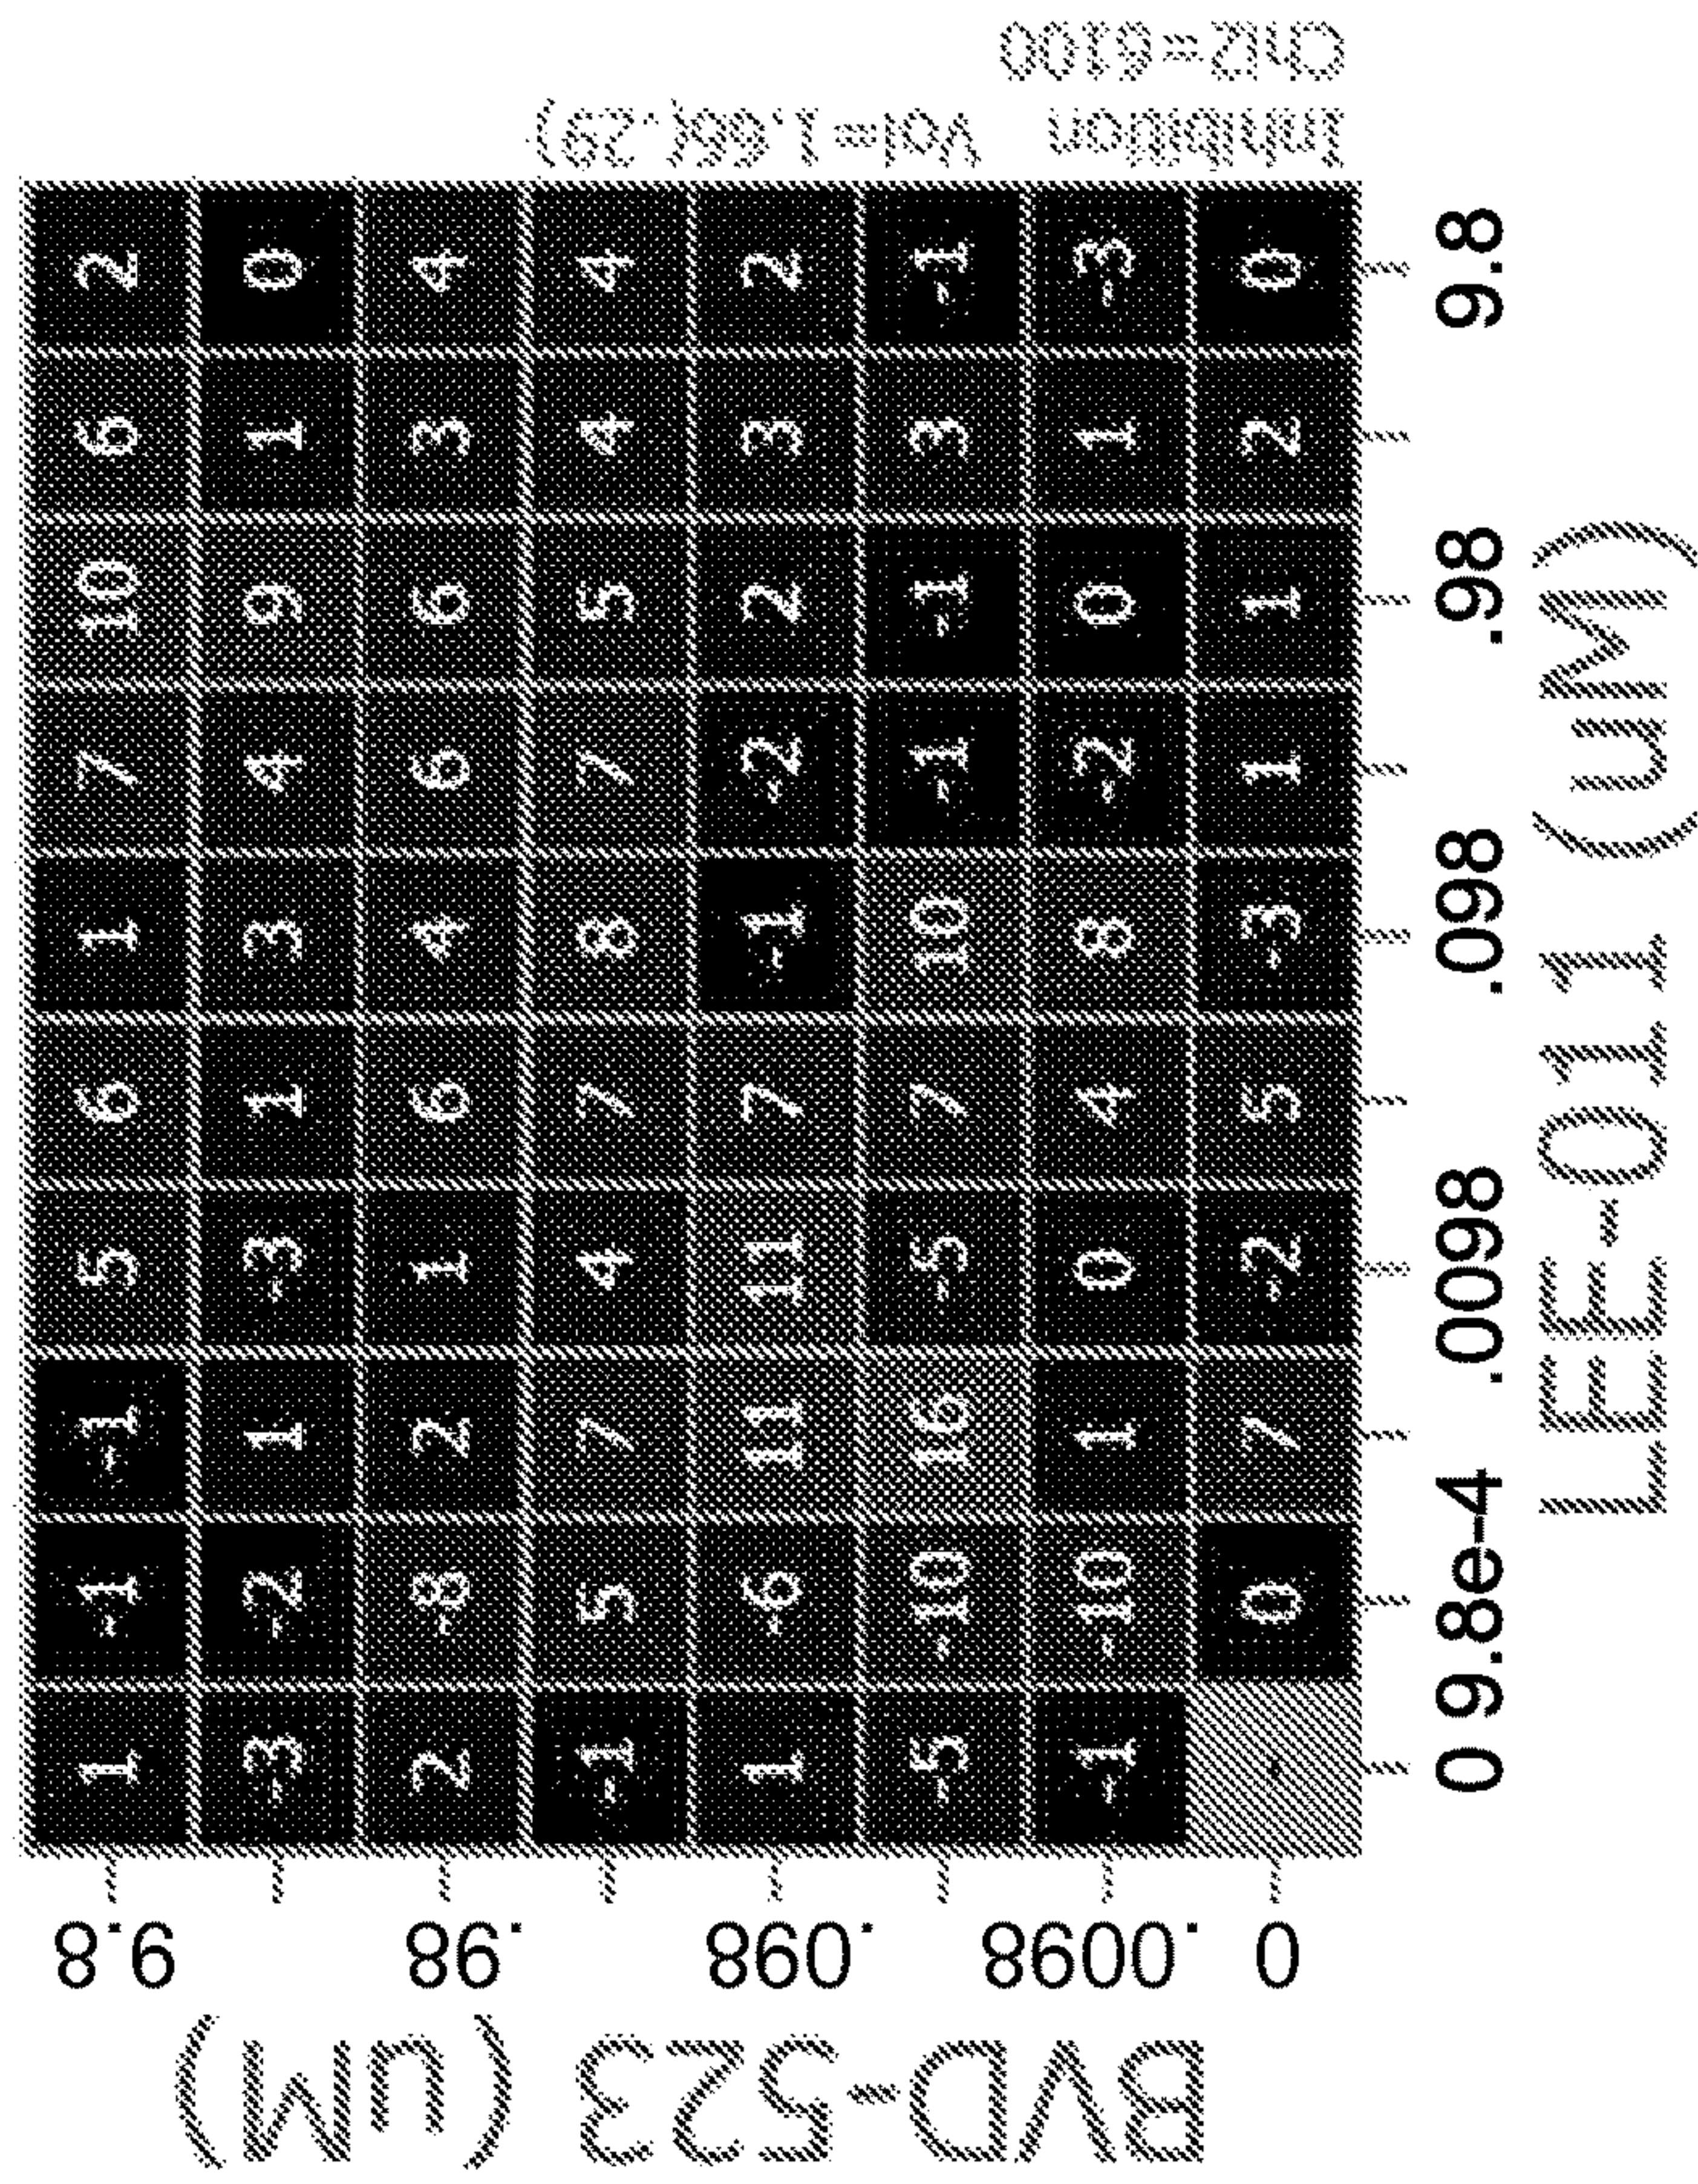 BVD-523 (uM)
9.8 1 -1 -1 5 6 1 7 10 6 2
-3 -2 1 -3 1 3 4 9 1 0
.98 2 -8 2 1 6 4 6 6 3 4
-1 5 7 4 7 8 7 5 4 4
.098 1 -6 11 11 7 -1 -2 2 3 2
-5 -10 16 -5 7 10 -1 -1 3 -1
.0098 -1 -10 1 0 4 8 -2 0 1 -3
0 - 0 7 -2 5 -3 1 1 2 0
0 9.8e-4 .0098 .098 .98 9.8
LEE-011 (uM)
Inhibition Vol=1.66(.29)
Chi2=6100